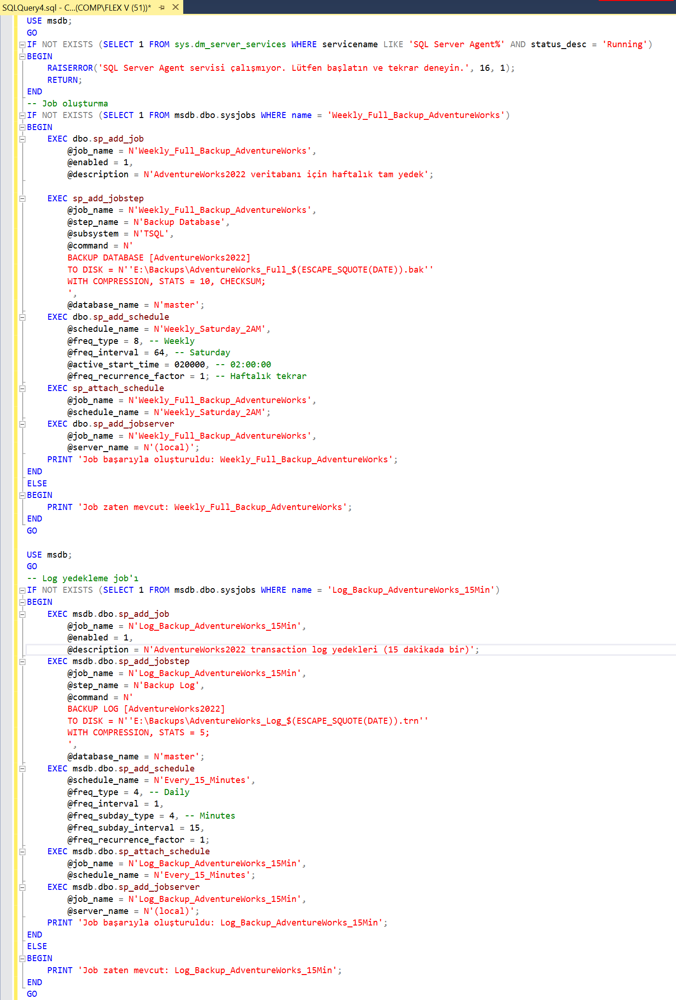 SQLQuery4.sql - C...(COMP\FLEX V (51))*
USE msdb;
GO
IF NOT EXISTS (SELECT 1 FROM sys.dm_server_services WHERE servicename LIKE 'SQL Server Agent%' AND status_desc = 'Running')
BEGIN
    RAISERROR('SQL Server Agent servisi çalışmıyor. Lütfen başlatın ve tekrar deneyin.', 16, 1);
    RETURN;
END
-- Job oluşturma
IF NOT EXISTS (SELECT 1 FROM msdb.dbo.sysjobs WHERE name = 'Weekly_Full_Backup_AdventureWorks')
BEGIN
    EXEC dbo.sp_add_job
        @job_name = N'Weekly_Full_Backup_AdventureWorks',
        @enabled = 1,
        @description = N'AdventureWorks2022 veritabanı için haftalık tam yedek';

    EXEC sp_add_jobstep
        @job_name = N'Weekly_Full_Backup_AdventureWorks',
        @step_name = N'Backup Database',
        @subsystem = N'TSQL',
        @command = N'
        BACKUP DATABASE [AdventureWorks2022]
        TO DISK = N''E:\Backups\AdventureWorks_Full_$(ESCAPE_SQUOTE(DATE)).bak''
        WITH COMPRESSION, STATS = 10, CHECKSUM;
        ',
        @database_name = N'master';
    EXEC dbo.sp_add_schedule
        @schedule_name = N'Weekly_Saturday_2AM',
        @freq_type = 8, -- Weekly
        @freq_interval = 64, -- Saturday
        @active_start_time = 020000, -- 02:00:00
        @freq_recurrence_factor = 1; -- Haftalık tekrar
    EXEC sp_attach_schedule
        @job_name = N'Weekly_Full_Backup_AdventureWorks',
        @schedule_name = N'Weekly_Saturday_2AM';
    EXEC dbo.sp_add_jobserver
        @job_name = N'Weekly_Full_Backup_AdventureWorks',
        @server_name = N'(local)';
    PRINT 'Job başarıyla oluşturuldu: Weekly_Full_Backup_AdventureWorks';
END
ELSE
BEGIN
    PRINT 'Job zaten mevcut: Weekly_Full_Backup_AdventureWorks';
END
GO

USE msdb;
GO
-- Log yedekleme job'ı
IF NOT EXISTS (SELECT 1 FROM msdb.dbo.sysjobs WHERE name = 'Log_Backup_AdventureWorks_15Min')
BEGIN
    EXEC msdb.dbo.sp_add_job
        @job_name = N'Log_Backup_AdventureWorks_15Min',
        @enabled = 1,
        @description = N'AdventureWorks2022 transaction log yedekleri (15 dakikada bir)';
    EXEC msdb.dbo.sp_add_jobstep
        @job_name = N'Log_Backup_AdventureWorks_15Min',
        @step_name = N'Backup Log',
        @command = N'
        BACKUP LOG [AdventureWorks2022]
        TO DISK = N''E:\Backups\AdventureWorks_Log_$(ESCAPE_SQUOTE(DATE)).trn''
        WITH COMPRESSION, STATS = 5;
        ',
        @database_name = N'master';
    EXEC msdb.dbo.sp_add_schedule
        @schedule_name = N'Every_15_Minutes',
        @freq_type = 4, -- Daily
        @freq_interval = 1,
        @freq_subday_type = 4, -- Minutes
        @freq_subday_interval = 15,
        @freq_recurrence_factor = 1;
    EXEC msdb.dbo.sp_attach_schedule
        @job_name = N'Log_Backup_AdventureWorks_15Min',
        @schedule_name = N'Every_15_Minutes';
    EXEC msdb.dbo.sp_add_jobserver
        @job_name = N'Log_Backup_AdventureWorks_15Min',
        @server_name = N'(local)';
    PRINT 'Job başarıyla oluşturuldu: Log_Backup_AdventureWorks_15Min';
END
ELSE
BEGIN
    PRINT 'Job zaten mevcut: Log_Backup_AdventureWorks_15Min';
END
GO